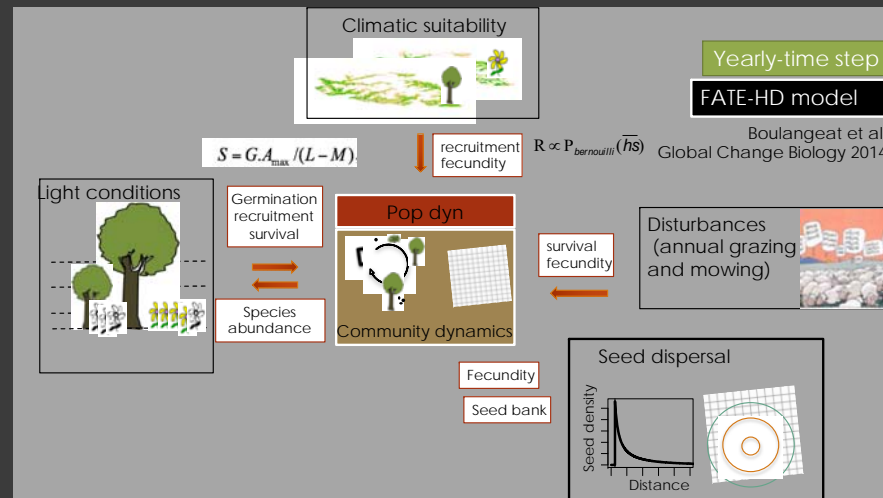 Climatic suitability
Yearly-time step
FATE-HD model
Boulangeat et al
Global Change Biology 2014
S = G.A_max /(L – M).
recruitment
fecundity
R ∝ P_bernouilli(h̅s̅)
Light conditions
Germination
recruitment
survival
Species
abundance
Pop dyn
Community dynamics
survival
fecundity
Disturbances
(annual grazing
and mowing)
Fecundity
Seed bank
Seed dispersal
Seed density
Distance